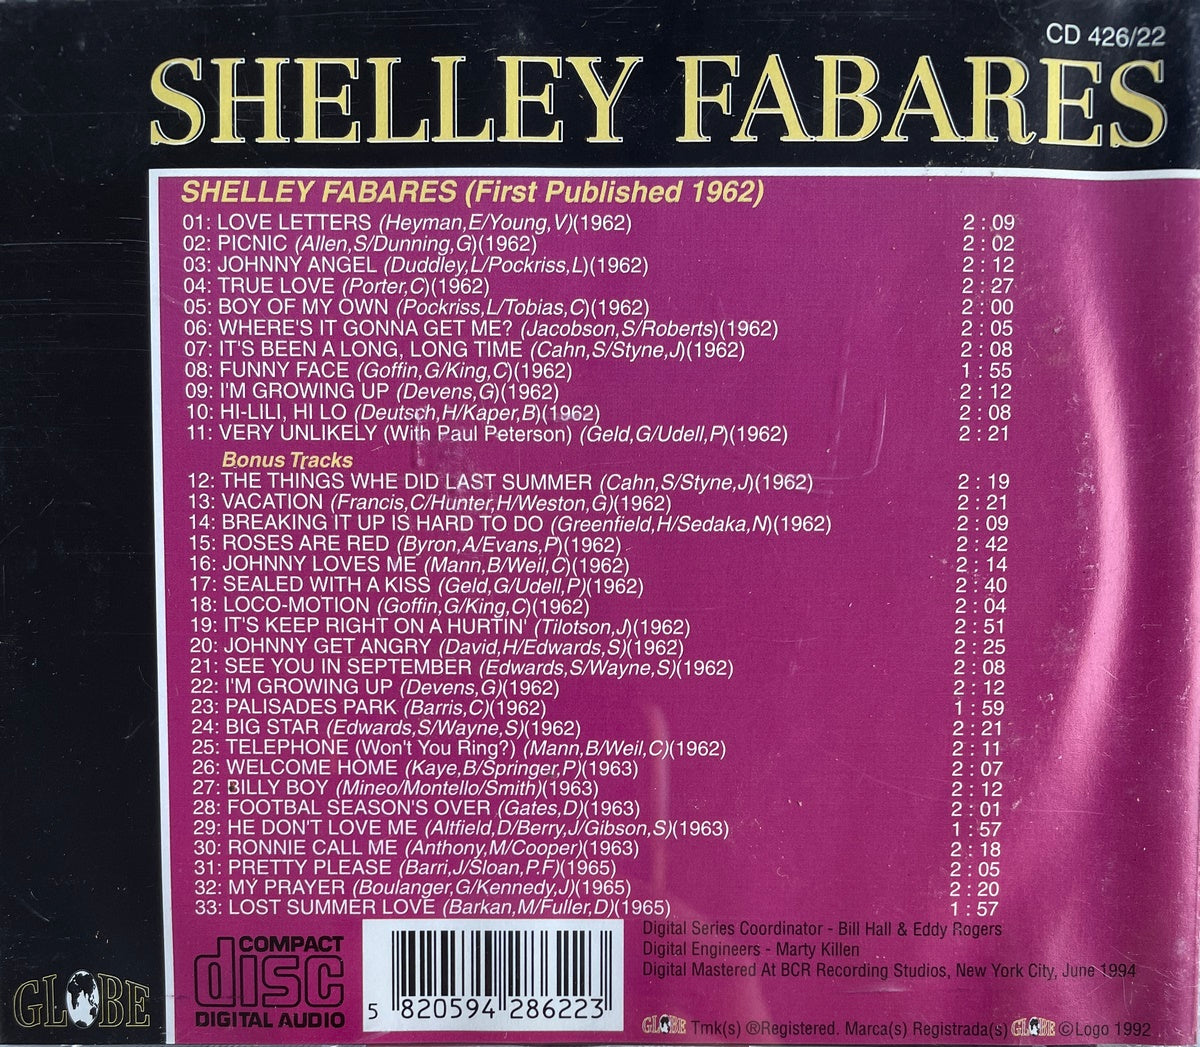 CD 426/22
SHELLEY FABARES
SHELLEY FABARES (First Published 1962)
01: LOVE LETTERS (Heyman,E/Young,V)(1962) 2 : 09
02: PICNIC (Allen,S/Dunning,G)(1962) 2 : 02
03: JOHNNY ANGEL (Duddley,L/Pockriss,L)(1962) 2 : 12
04: TRUE LOVE (Porter,C)(1962) 2 : 27
05: BOY OF MY OWN (Pockriss,L/Tobias,C)(1962) 2 : 00
06: WHERE'S IT GONNA GET ME? (Jacobson,S/Roberts)(1962) 2 : 05
07: IT'S BEEN A LONG, LONG TIME (Cahn,S/Styne,J)(1962) 2 : 08
08: FUNNY FACE (Goffin,G/King,C)(1962) 1 : 55
09: I'M GROWING UP (Devens,G)(1962) 2 : 12
10: HI-LILI, HI LO (Deutsch,H/Kaper,B)(1962) 2 : 08
11: VERY UNLIKELY (With Paul Peterson) (Geld,G/Udell,P)(1962) 2 : 21
Bonus Tracks
12: THE THINGS WHE DID LAST SUMMER (Cahn,S/Styne,J)(1962) 2 : 19
13: VACATION (Francis,C/Hunter,H/Weston,G)(1962) 2 : 21
14: BREAKING IT UP IS HARD TO DO (Greenfield,H/Sedaka,N)(1962) 2 : 09
15: ROSES ARE RED (Byron,A/Evans,P)(1962) 2 : 42
16: JOHNNY LOVES ME (Mann,B/Weil,C)(1962) 2 : 14
17: SEALED WITH A KISS (Geld,G/Udell,P)(1962) 2 : 40
18: LOCO-MOTION (Goffin,G/King,C)(1962) 2 : 04
19: IT'S KEEP RIGHT ON A HURTIN' (Tilotson,J)(1962) 2 : 51
20: JOHNNY GET ANGRY (David,H/Edwards,S)(1962) 2 : 25
21: SEE YOU IN SEPTEMBER (Edwards,S/Wayne,S)(1962) 2 : 08
22: I'M GROWING UP (Devens,G)(1962) 2 : 12
23: PALISADES PARK (Barris,C)(1962) 1 : 59
24: BIG STAR (Edwards,S/Wayne,S)(1962) 2 : 21
25: TELEPHONE (Won't You Ring?) (Mann,B/Weil,C)(1962) 2 : 11
26: WELCOME HOME (Kaye,B/Springer,P)(1963) 2 : 07
27: BILLY BOY (Mineo/Montello/Smith)(1963) 2 : 12
28: FOOTBAL SEASON'S OVER (Gates,D)(1963) 2 : 01
29: HE DON'T LOVE ME (Altfield,D/Berry,J/Gibson,S)(1963) 1 : 57
30: RONNIE CALL ME (Anthony,M/Cooper)(1963) 2 : 18
31: PRETTY PLEASE (Barri,J/Sloan,P.F)(1965) 2 : 05
32: MY PRAYER (Boulanger,G/Kennedy,J)(1965) 2 : 20
33: LOST SUMMER LOVE (Barkan,M/Fuller,D)(1965) 1 : 57
GLOBE
COMPACT
disc
DIGITAL AUDIO
5 820594 286223
Digital Series Coordinator - Bill Hall & Eddy Rogers
Digital Engineers - Marty Killen
Digital Mastered At BCR Recording Studios, New York City, June 1994
GLOBE Tmk(s) ®Registered. Marca(s) Registrada(s) GLOBE ©Logo 1992